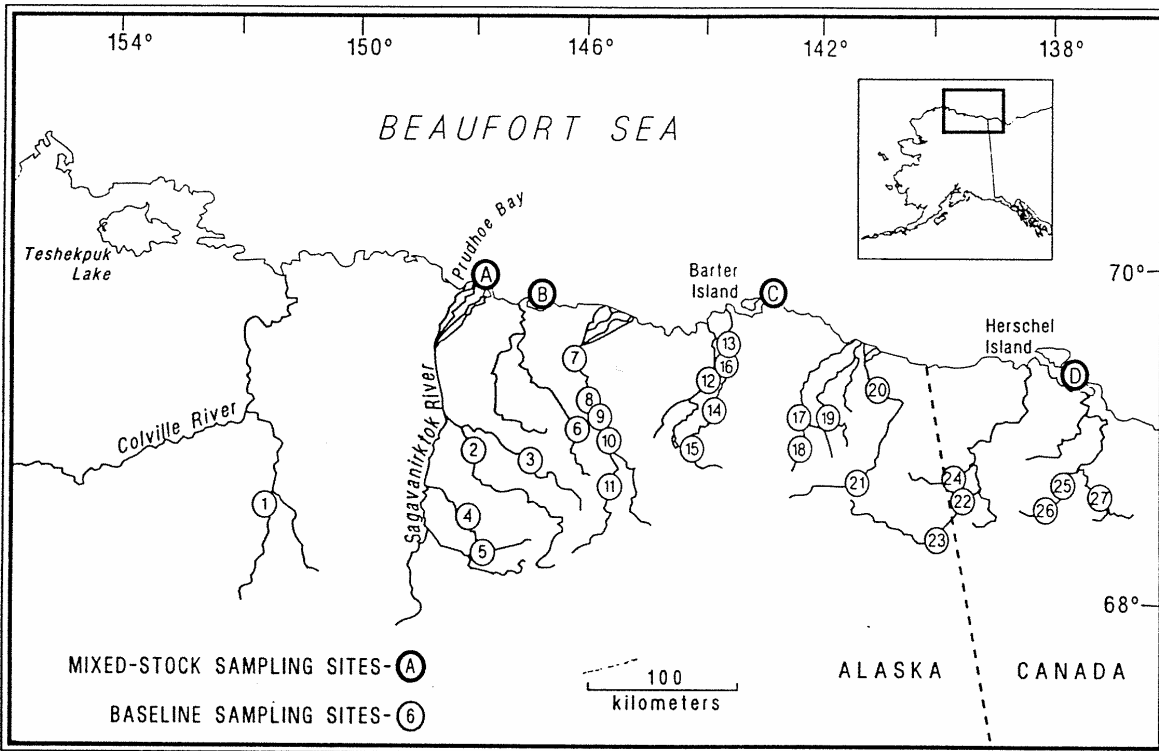 154° 150° 146° 142° 138°
BEAUFORT SEA
Teshekpuk
Lake
Prudhoe Bay
A
B
Barter
Island
C
70°
Herschel
Island
D
Colville River
Sagavanirkfok River
1
2
3
4
5
6
7
8
9
10
11
12
13
16
14
15
17
19
18
20
21
24
22
23
25
26
27
68°
MIXED-STOCK SAMPLING SITES- A
BASELINE SAMPLING SITES- 6
100
kilometers
ALASKA CANADA